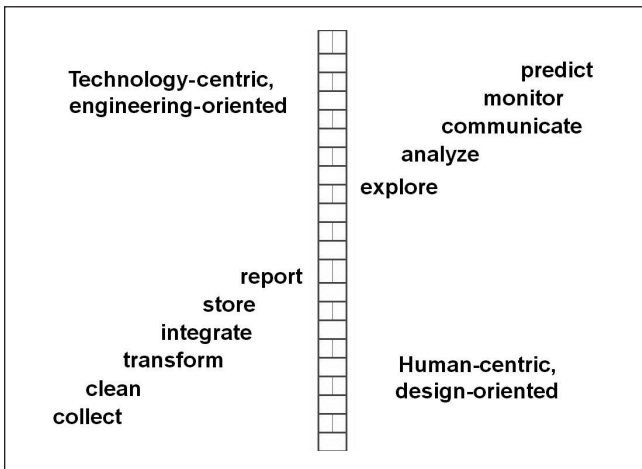 Technology-centric,
engineering-oriented
predict
monitor
communicate
analyze
explore
report
store
integrate
transform
clean
collect
Human-centric,
design-oriented